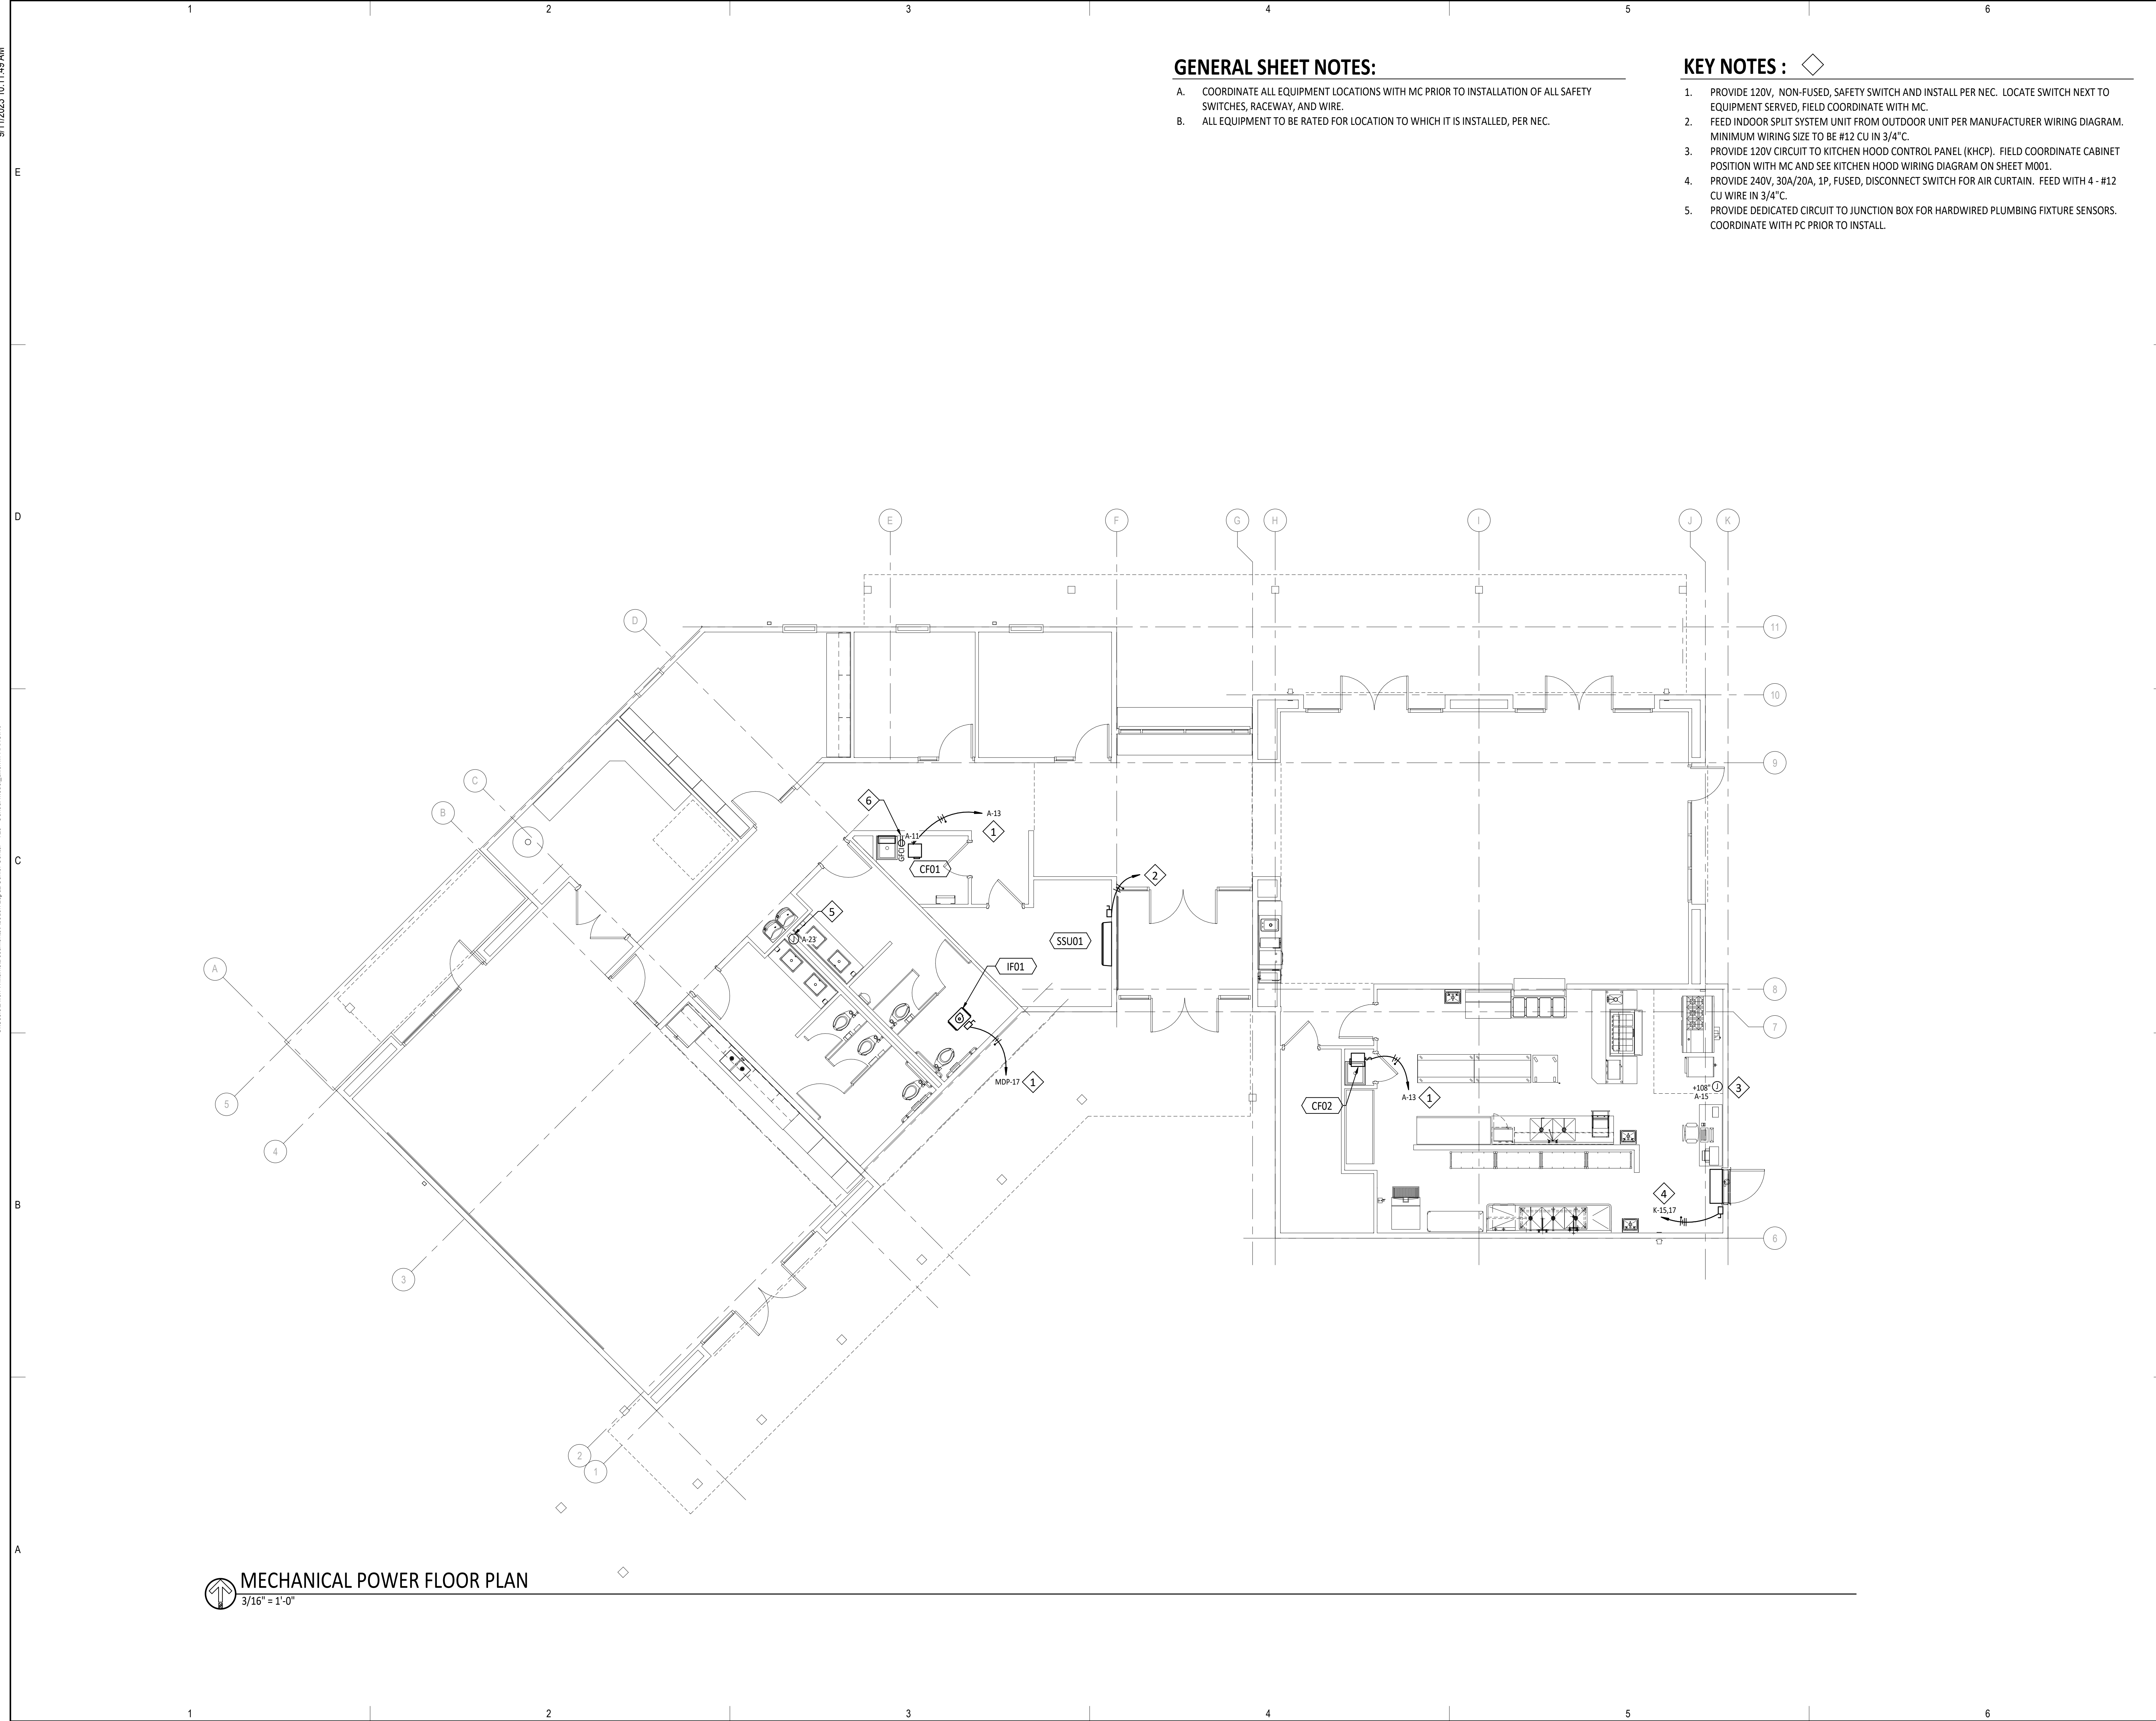 1 2 3 4 5 6
9/11/2023 10:11:49 AM
GENERAL SHEET NOTES:
A. COORDINATE ALL EQUIPMENT LOCATIONS WITH MC PRIOR TO INSTALLATION OF ALL SAFETY
SWITCHES, RACEWAY, AND WIRE.
B. ALL EQUIPMENT TO BE RATED FOR LOCATION TO WHICH IT IS INSTALLED, PER NEC.
KEY NOTES :
1. PROVIDE 120V, NON-FUSED, SAFETY SWITCH AND INSTALL PER NEC. LOCATE SWITCH NEXT TO
EQUIPMENT SERVED, FIELD COORDINATE WITH MC.
2. FEED INDOOR SPLIT SYSTEM UNIT FROM OUTDOOR UNIT PER MANUFACTURER WIRING DIAGRAM.
MINIMUM WIRING SIZE TO BE #12 CU IN 3/4"C.
3. PROVIDE 120V CIRCUIT TO KITCHEN HOOD CONTROL PANEL (KHCP). FIELD COORDINATE CABINET
POSITION WITH MC AND SEE KITCHEN HOOD WIRING DIAGRAM ON SHEET M001.
4. PROVIDE 240V, 30A/20A, 1P, FUSED, DISCONNECT SWITCH FOR AIR CURTAIN. FEED WITH 4 - #12
CU WIRE IN 3/4"C.
5. PROVIDE DEDICATED CIRCUIT TO JUNCTION BOX FOR HARDWIRED PLUMBING FIXTURE SENSORS.
COORDINATE WITH PC PRIOR TO INSTALL.
E
D
E F G H I J K
D
11
10
C
9
B
6
A-13
1
A-11
GFCI
C
CF01
2
5
J A-23
SSU01
IF01
A
8
7
MDP-17 1
+108" J 3
A-15
A-13 1
CF02
5
4
4
K-15,17
B
6
3
2
1
A
MECHANICAL POWER FLOOR PLAN
3/16" = 1'-0"
1 2 3 4 5 6